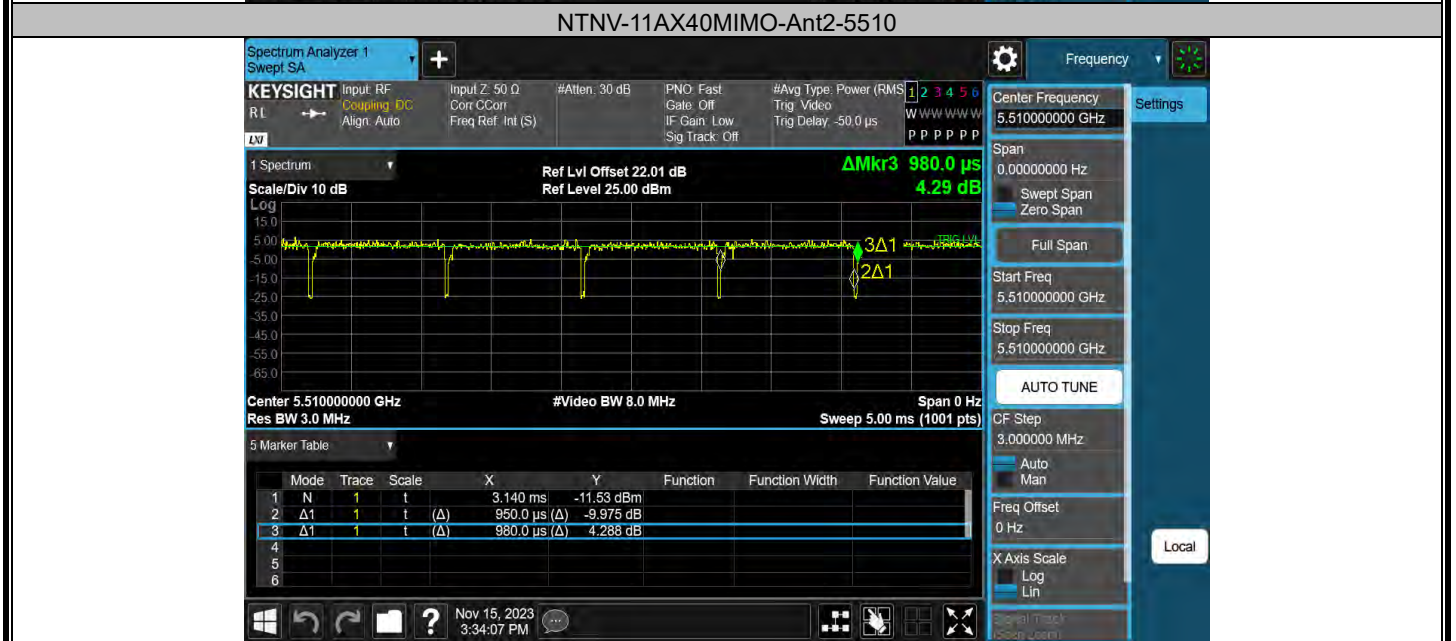 NTNV-11AX40MIMO-Ant2-5510
Spectrum Analyzer 1
Swept SA
Frequency
KEYSIGHT
RL
LXI
Input: RF
Coupling: DC
Align: Auto
Input Z: 50 Ω
Corr CCorr
Freq Ref: Int (S)
#Atten: 30 dB
PNO: Fast
Gate: Off
IF Gain: Low
Sig Track: Off
#Avg Type: Power (RMS
Trig: Video
Trig Delay: -50.0 µs
1 2 3 4 5 6
W W W W W W
P P P P P P
1 Spectrum
Scale/Div 10 dB
Ref Lvl Offset 22.01 dB
Ref Level 25.00 dBm
ΔMkr3 980.0 µs
4.29 dB
Log
15.0
5.00
-5.00
-15.0
-25.0
-35.0
-45.0
-55.0
-65.0
TRIG LVL
3Δ1
2Δ1
Center 5.510000000 GHz
Res BW 3.0 MHz
#Video BW 8.0 MHz
Span 0 Hz
Sweep 5.00 ms (1001 pts)
5 Marker Table
Mode Trace Scale X Y Function Function Width Function Value
1 N 1 t 3.140 ms -11.53 dBm
2 Δ1 1 t (Δ) 950.0 µs (Δ) -9.975 dB
3 Δ1 1 t (Δ) 980.0 µs (Δ) 4.288 dB
4
5
6
Nov 15, 2023
3:34:07 PM
Center Frequency
5.510000000 GHz
Settings
Span
0.00000000 Hz
Swept Span
Zero Span
Full Span
Start Freq
5.510000000 GHz
Stop Freq
5.510000000 GHz
AUTO TUNE
CF Step
3.000000 MHz
Auto
Man
Freq Offset
0 Hz
X Axis Scale
Log
Lin
Local
Signal Track
(Span Zoom)